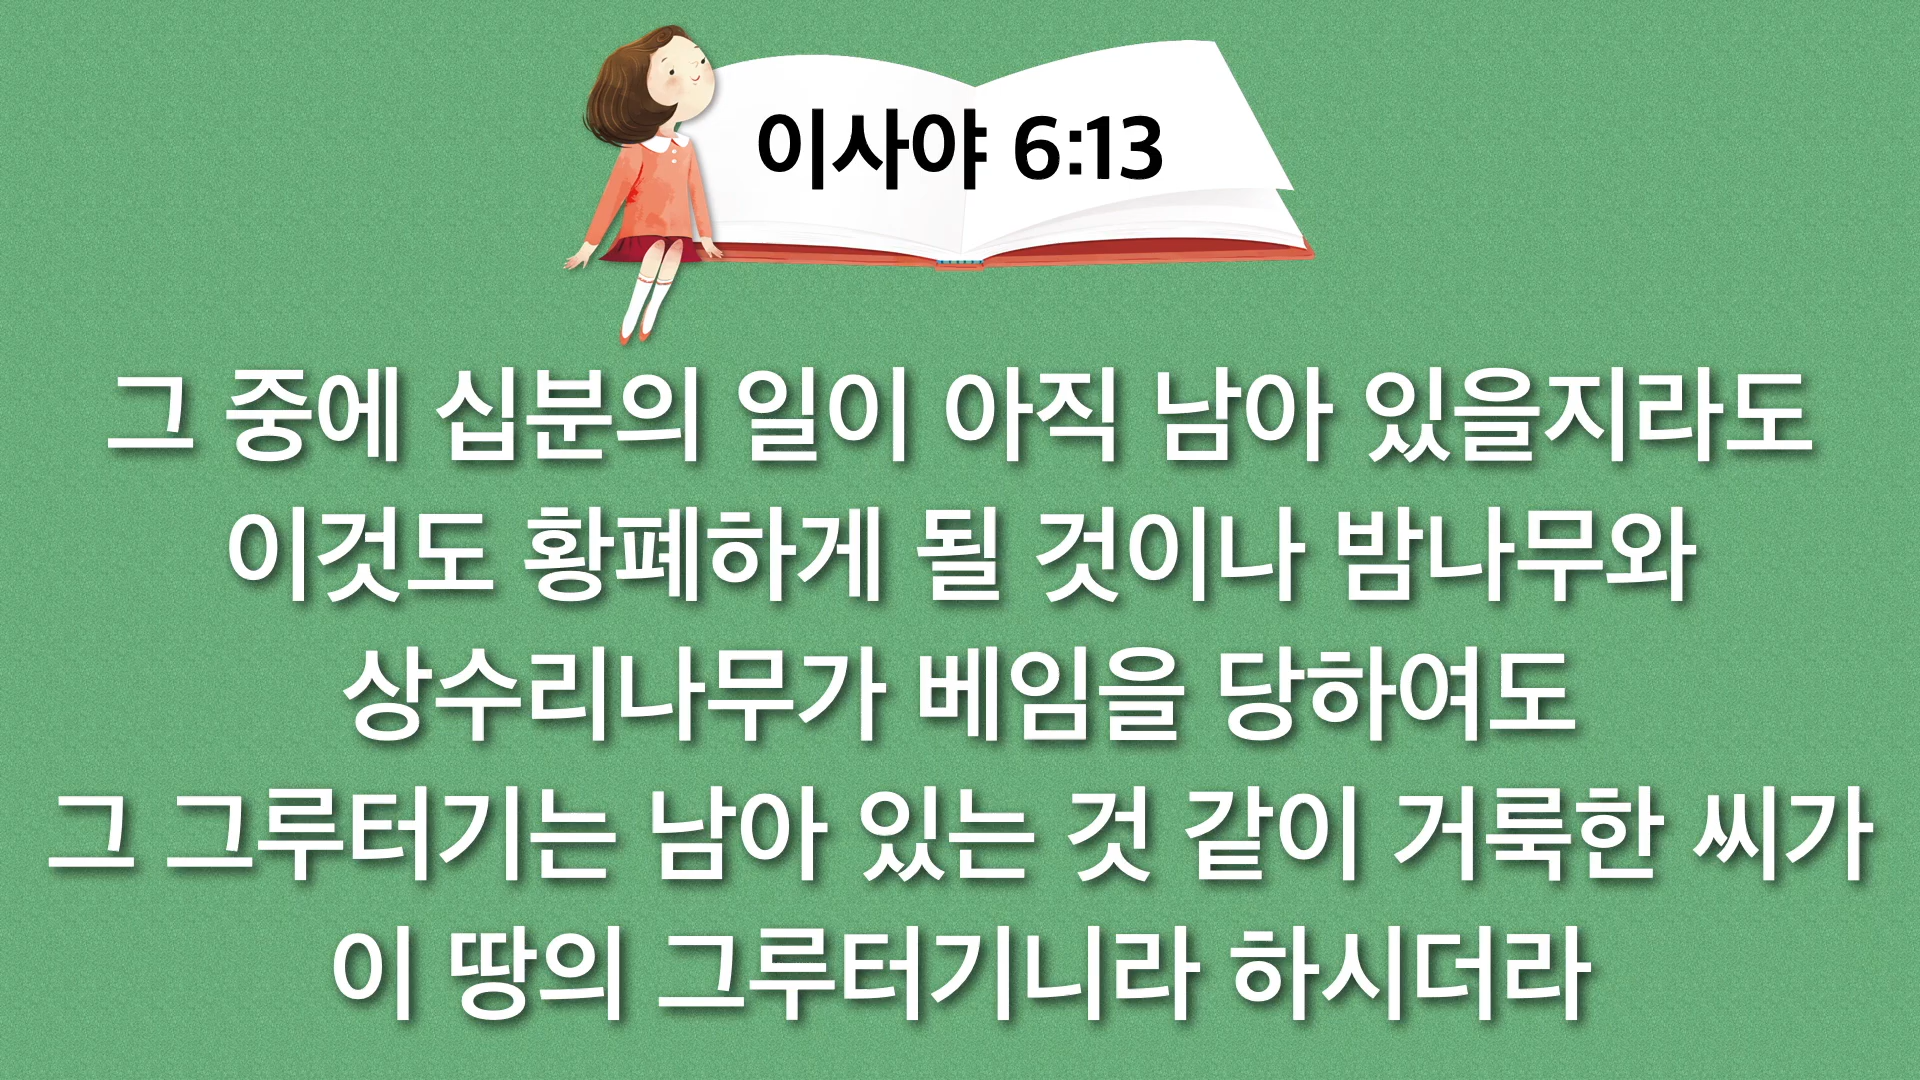 이사야 6:13
그 중에 십분의 일이 아직 남아 있을지라도
이것도 황폐하게 될 것이나 밤나무와
상수리나무가 베임을 당하여도
그 그루터기는 남아 있는 것 같이 거룩한 씨가
이 땅의 그루터기니라 하시더라